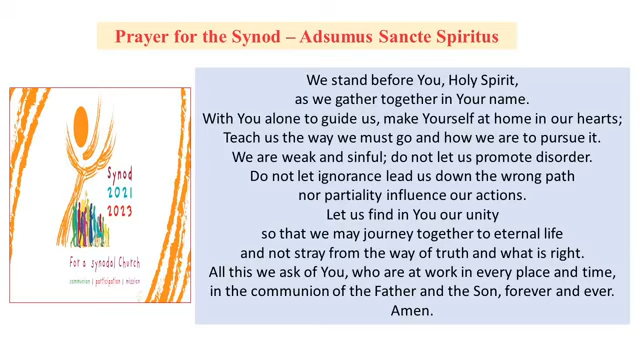 Prayer for the Synod – Adsumus Sancte Spiritus
Synod
2021
2023
For a synodal Church
communion | participation | mission
We stand before You, Holy Spirit,
as we gather together in Your name.
With You alone to guide us, make Yourself at home in our hearts;
Teach us the way we must go and how we are to pursue it.
We are weak and sinful; do not let us promote disorder.
Do not let ignorance lead us down the wrong path
nor partiality influence our actions.
Let us find in You our unity
so that we may journey together to eternal life
and not stray from the way of truth and what is right.
All this we ask of You, who are at work in every place and time,
in the communion of the Father and the Son, forever and ever.
Amen.